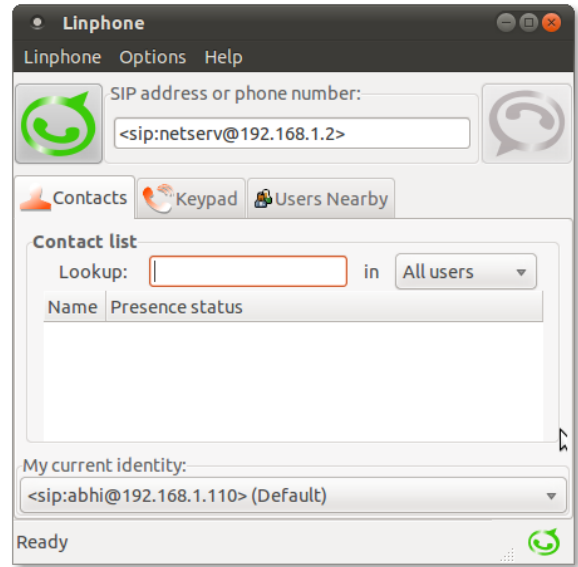 Linphone
Linphone Options Help
SIP address or phone number:
<sip:netserv@192.168.1.2>
Contacts Keypad Users Nearby
Contact list
Lookup: in All users
Name Presence status
My current identity:
<sip:abhi@192.168.1.110> (Default)
Ready